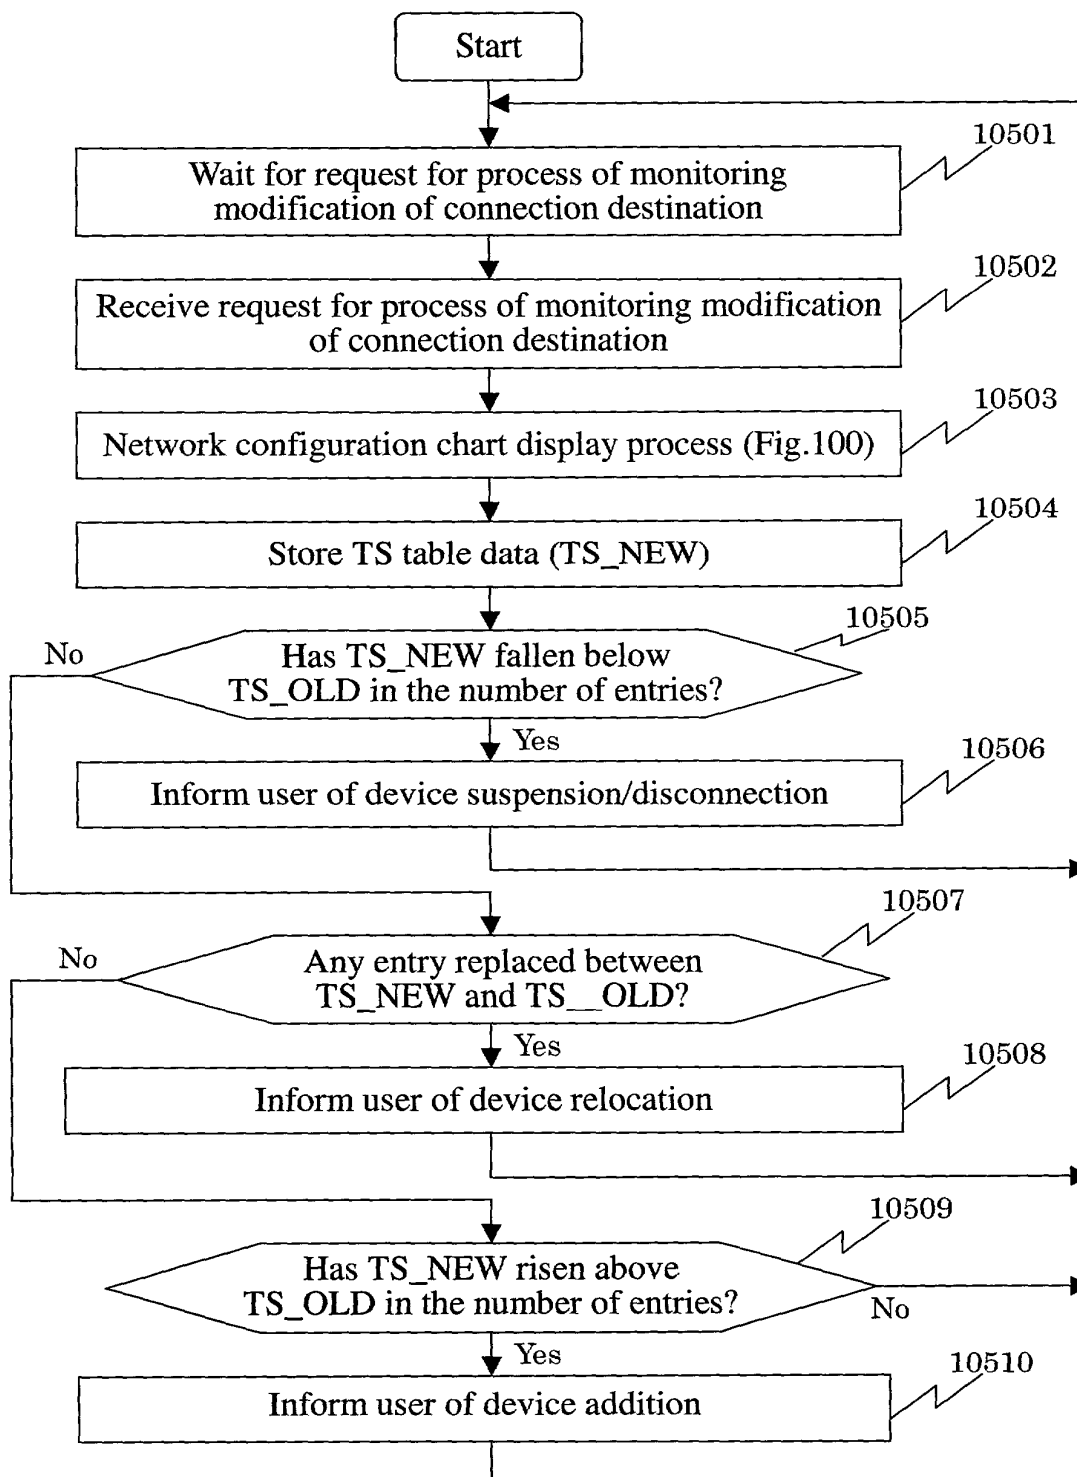 Start
10501
Wait for request for process of monitoring
modification of connection destination
10502
Receive request for process of monitoring modification
of connection destination
10503
Network configuration chart display process (Fig.100)
10504
Store TS table data (TS_NEW)
10505
No
Has TS_NEW fallen below
TS_OLD in the number of entries?
Yes
10506
Inform user of device suspension/disconnection
10507
No
Any entry replaced between
TS_NEW and TS__OLD?
Yes
10508
Inform user of device relocation
10509
Has TS_NEW risen above
TS_OLD in the number of entries?
No
Yes
10510
Inform user of device addition